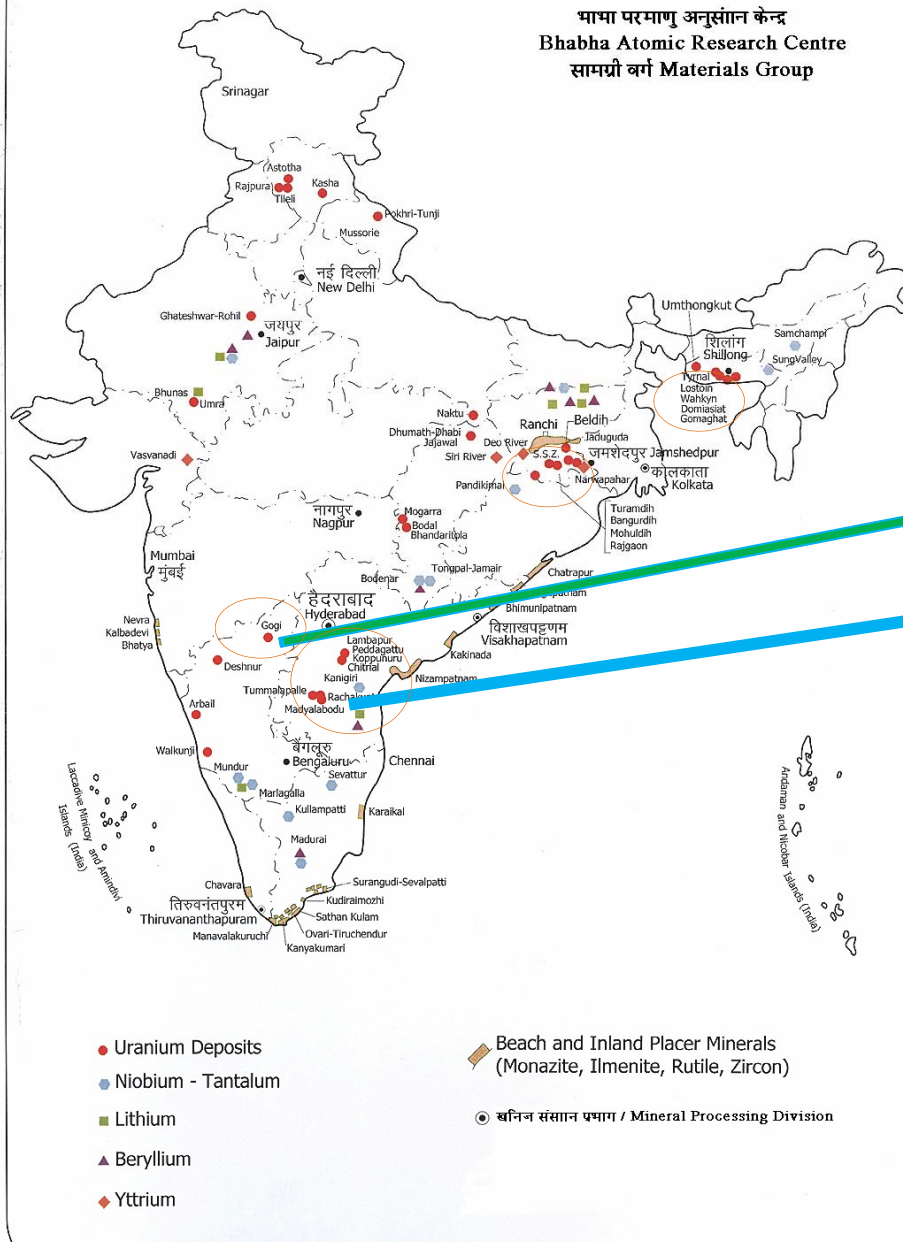 भाभा परमाणु अनुसंाान केन्द्र
Bhabha Atomic Research Centre
सामग्री वर्ग Materials Group
Srinagar
Astotha
Rajpura
Tileli
Kasha
Pokhri-Tunji
Mussorie
नई दिल्ली
New Delhi
Ghateshwar-Rohil
जयपुर
Jaipur
Bhunas
Umra
Vasvanadi
Umthongkut
शिलांग
Shillong
Tyrnai
Lostoin
Wahkyn
Domiasiat
Gomaghat
Samchampi
SungValley
Naktu
Dhumath-Dhabi
Jajawal
Ranchi
Beldih
Deo River
Siri River
Jaduguda
S.S.Z.
जमशेदपुर Jamshedpur
Narwapahar
कोलकाता
Kolkata
Pandikimal
Turamdih
Bangurdih
Mohuldih
Rajgaon
नागपुर
Nagpur
Mogarra
Bodal
Bhandaritola
Mumbai
मुंबई
Bodenar
Tongpal-Jamair
Chatrapur
Bhimunipatnam
विशाखपट्टणम
Visakhapatnam
हैदराबाद
Hyderabad
Nevra
Kalbadevi
Bhatya
Gogi
Deshnur
Lambapur
Peddagattu
Koppunuru
Chitrial
Kanigiri
Kakinada
Nizampatnam
Tummalapalle
Madyalabodu
Arbail
Walkunji
बैंगलूरु
Bengaluru
Chennai
Mundur
Marlagalla
Sevattur
Kullampatti
Karaikal
Madurai
Laccadive Minicoy and Amindivi
Islands (India)
Andaman and Nicobar Islands (India)
Chavara
तिरुवनंतपुरम
Thiruvananthapuram
Manavalakuruchi
Surangudi-Sevalpatti
Kudiraimozhi
Sathan Kulam
Ovari-Tiruchendur
Kanyakumari
Uranium Deposits
Niobium - Tantalum
Lithium
Beryllium
Yttrium
Beach and Inland Placer Minerals
(Monazite, Ilmenite, Rutile, Zircon)
खनिज संसााान प्रभाग / Mineral Processing Division